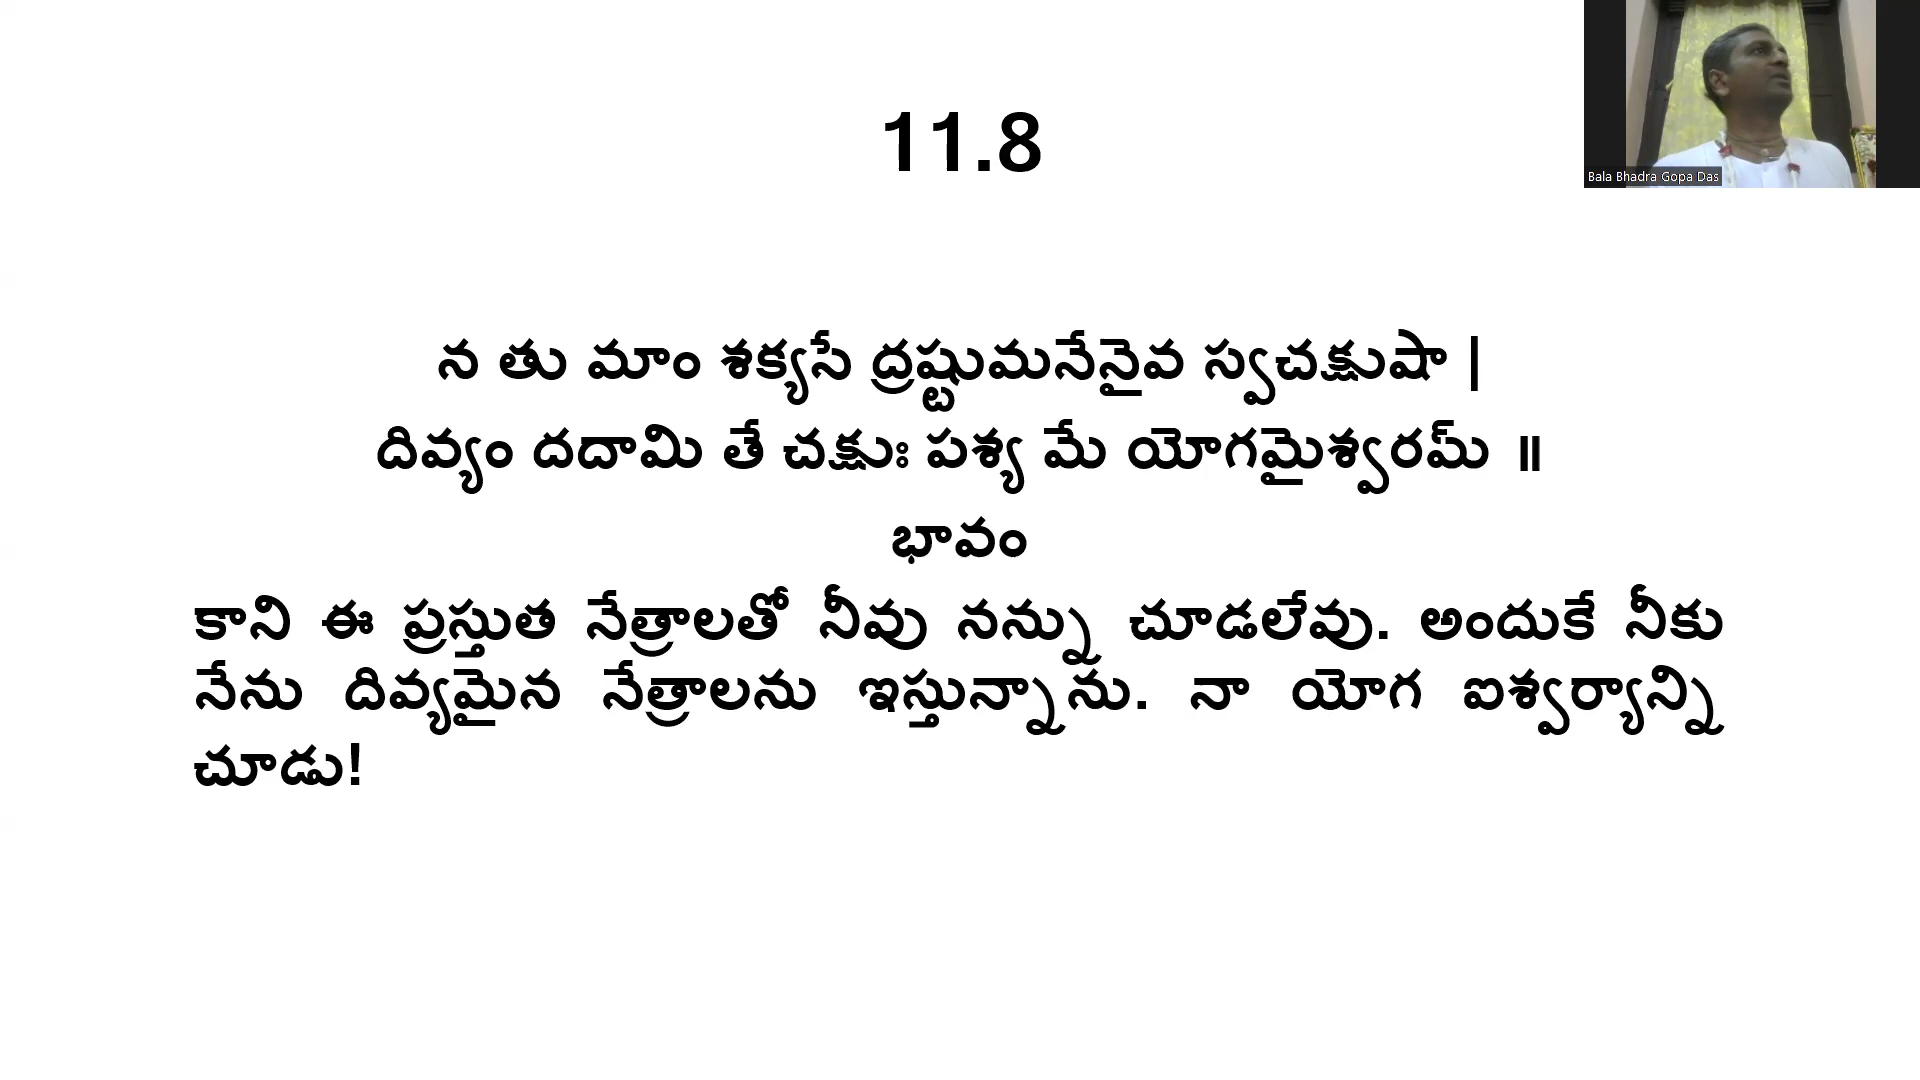 11.8
Bala Bhadra Gopa Das
న తు మాం శక్యసే ద్రష్టుమనేనైవ స్వచక్షుషా |
దివ్యం దదామి తే చక్షుః పశ్య మే యోగమైశ్వరమ్ ॥
భావం
కాని ఈ ప్రస్తుత నేత్రాలతో నీవు నన్ను చూడలేవు. అందుకే నీకు
నేను దివ్యమైన నేత్రాలను ఇస్తున్నాను. నా యోగ ఐశ్వర్యాన్ని
చూడు!